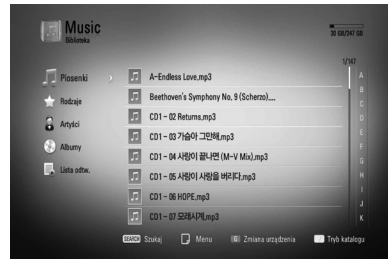 Music
Biblioteka
30 GB/247 GB
1/147
Piosenki
Rodzaje
Artyści
Albumy
Lista odtw.
A-Endless Love.mp3
Beethoven's Symphony No. 9 (Scherzo)....
CD1 - 02 Returns.mp3
CD1 - 03 가슴아 그만해.mp3
CD1 - 04 사랑이 끝나면 (M-V Mix).mp3
CD1 - 05 사랑이 사랑을 버리다.mp3
CD1 - 06 HOPE.mp3
CD1 - 07 모래시계.mp3
A
B
C
D
E
F
G
H
I
J
K
SEARCH Szukaj Menu Zmiana urządzenia Tryb katalogu